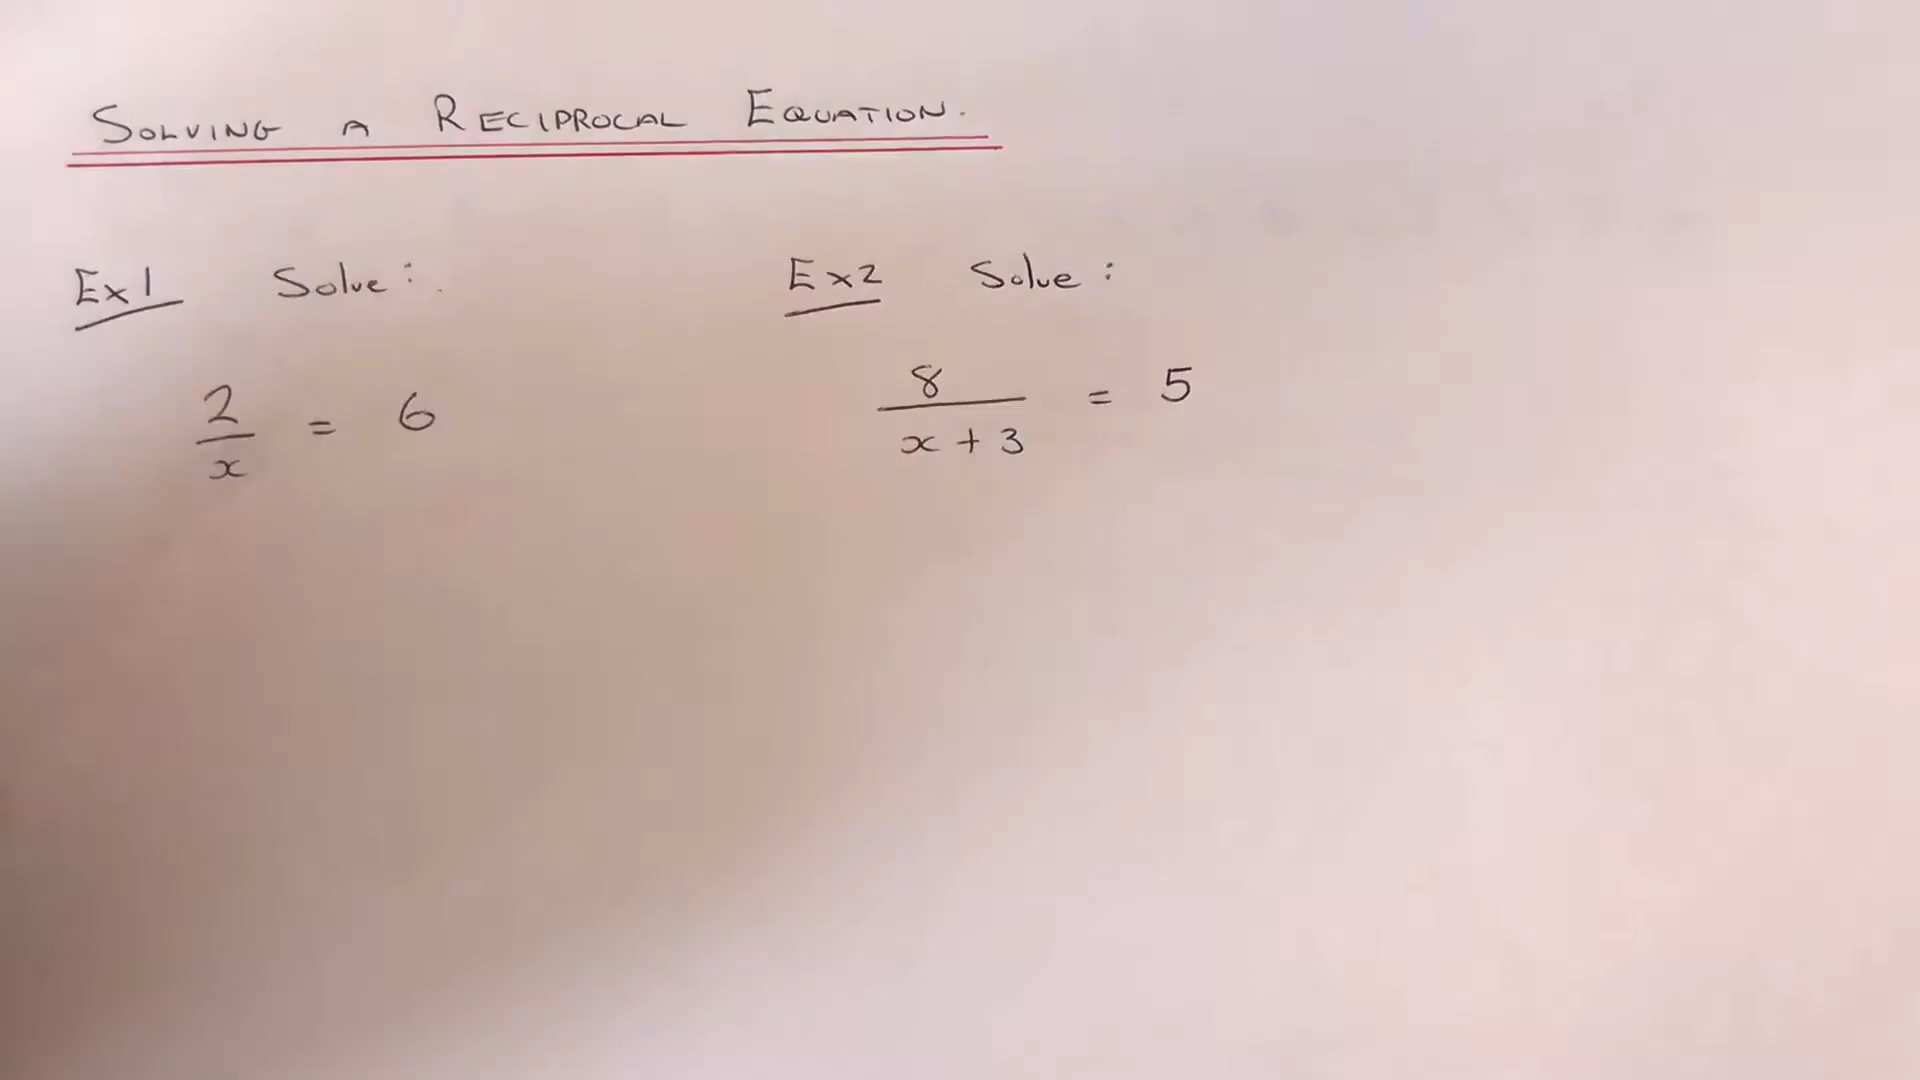 SOLVING A RECIPROCAL EQUATION.
Ex1 Solve:
2/x = 6
Ex2 Solve:
8/(x + 3) = 5